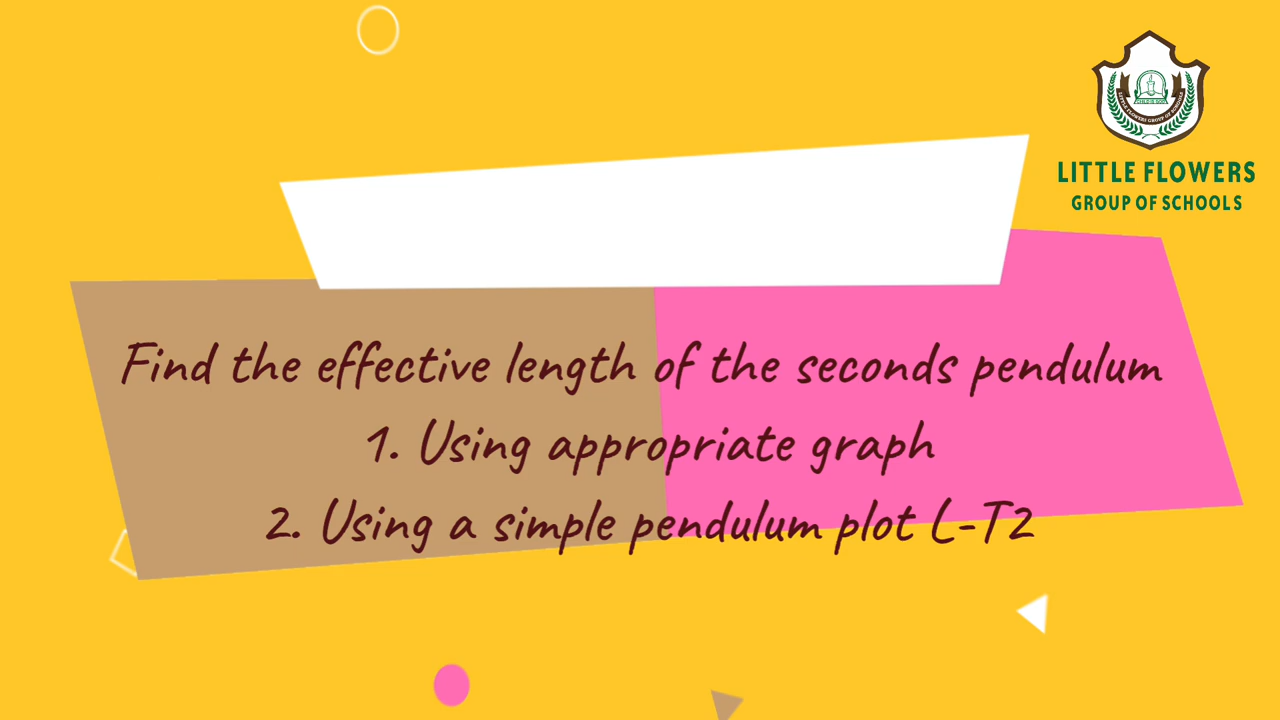 LITTLE FLOWERS
GROUP OF SCHOOLS
Find the effective length of the seconds pendulum
1. Using appropriate graph
2. Using a simple pendulum plot L-T2